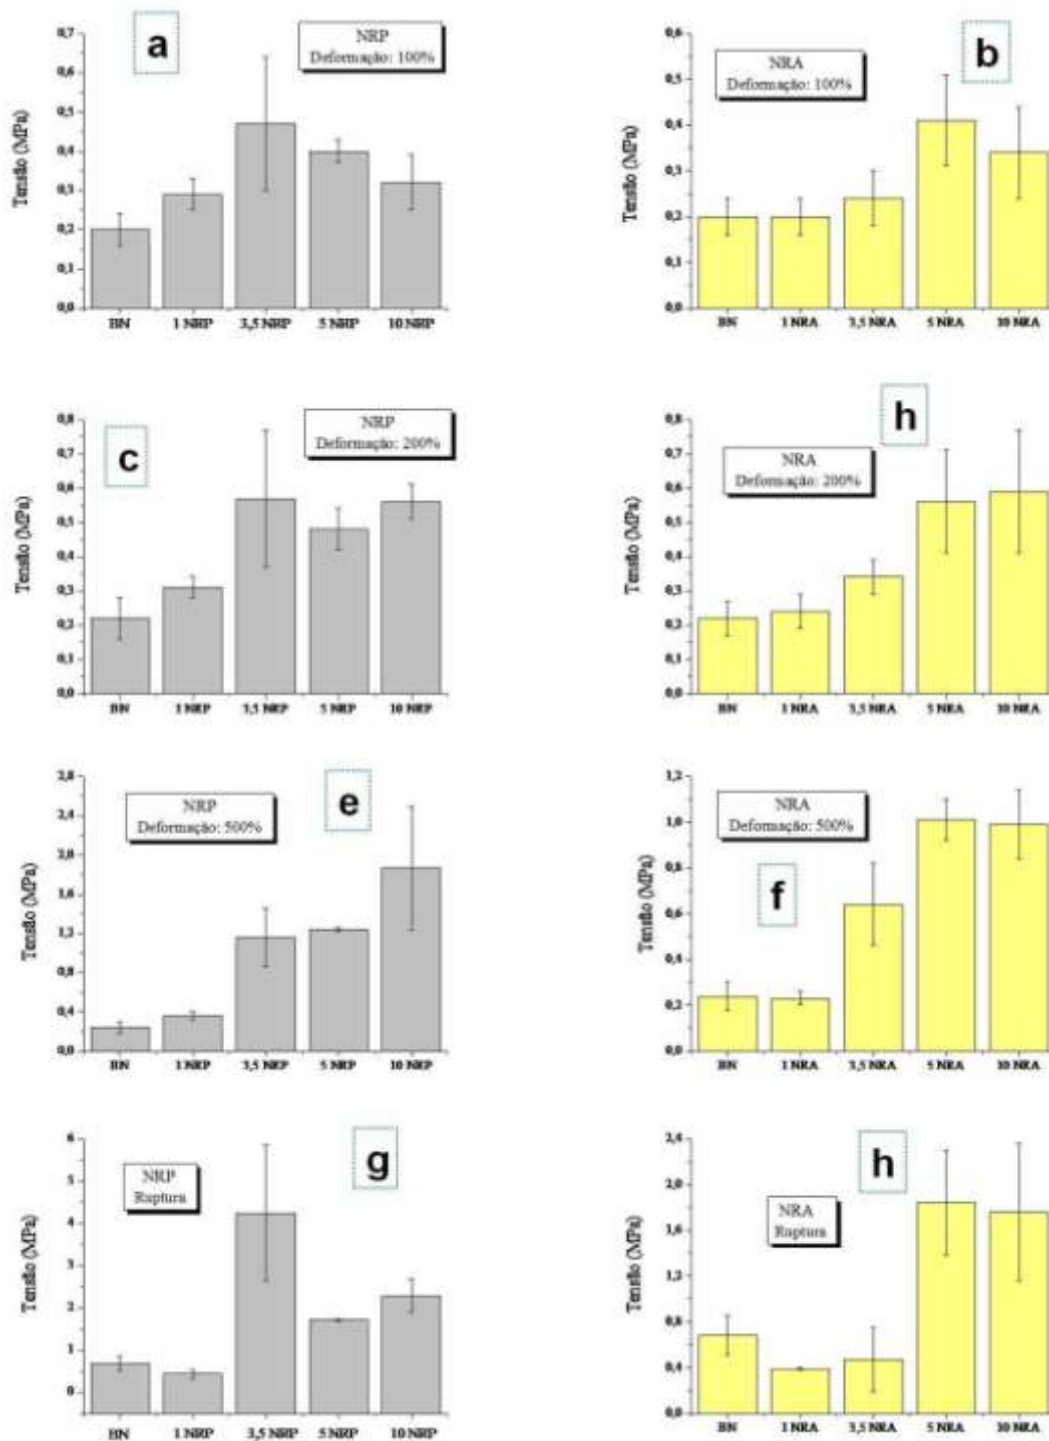 a
NRP
Deformação: 100%
Tensão (MPa)
0,7
0,6
0,5
0,4
0,3
0,2
0,1
0,0
BN 1 NRP 3,5 NRP 5 NRP 10 NRP
b
NRA
Deformação: 100%
Tensão (MPa)
0,6
0,5
0,4
0,3
0,2
0,1
0,0
BN 1 NRA 3,5 NRA 5 NRA 10 NRA
c
NRP
Deformação: 200%
Tensão (MPa)
0,8
0,7
0,6
0,5
0,4
0,3
0,2
0,1
0,0
BN 1 NRP 3,5 NRP 5 NRP 10 NRP
h
NRA
Deformação: 200%
Tensão (MPa)
0,8
0,7
0,6
0,5
0,4
0,3
0,2
0,1
0,0
BN 1 NRA 3,5 NRA 5 NRA 10 NRA
e
NRP
Deformação: 500%
Tensão (MPa)
2,8
2,4
2,0
1,6
1,2
0,8
0,4
0,0
BN 1 NRP 3,5 NRP 5 NRP 10 NRP
f
NRA
Deformação: 500%
Tensão (MPa)
1,2
1,0
0,8
0,6
0,4
0,2
0,0
BN 1 NRA 3,5 NRA 5 NRA 10 NRA
g
NRP
Ruptura
Tensão (MPa)
6
5
4
3
2
1
0
BN 1 NRP 3,5 NRP 5 NRP 10 NRP
h
NRA
Ruptura
Tensão (MPa)
2,4
2,0
1,6
1,2
0,8
0,4
0,0
BN 1 NRA 3,5 NRA 5 NRA 10 NRA